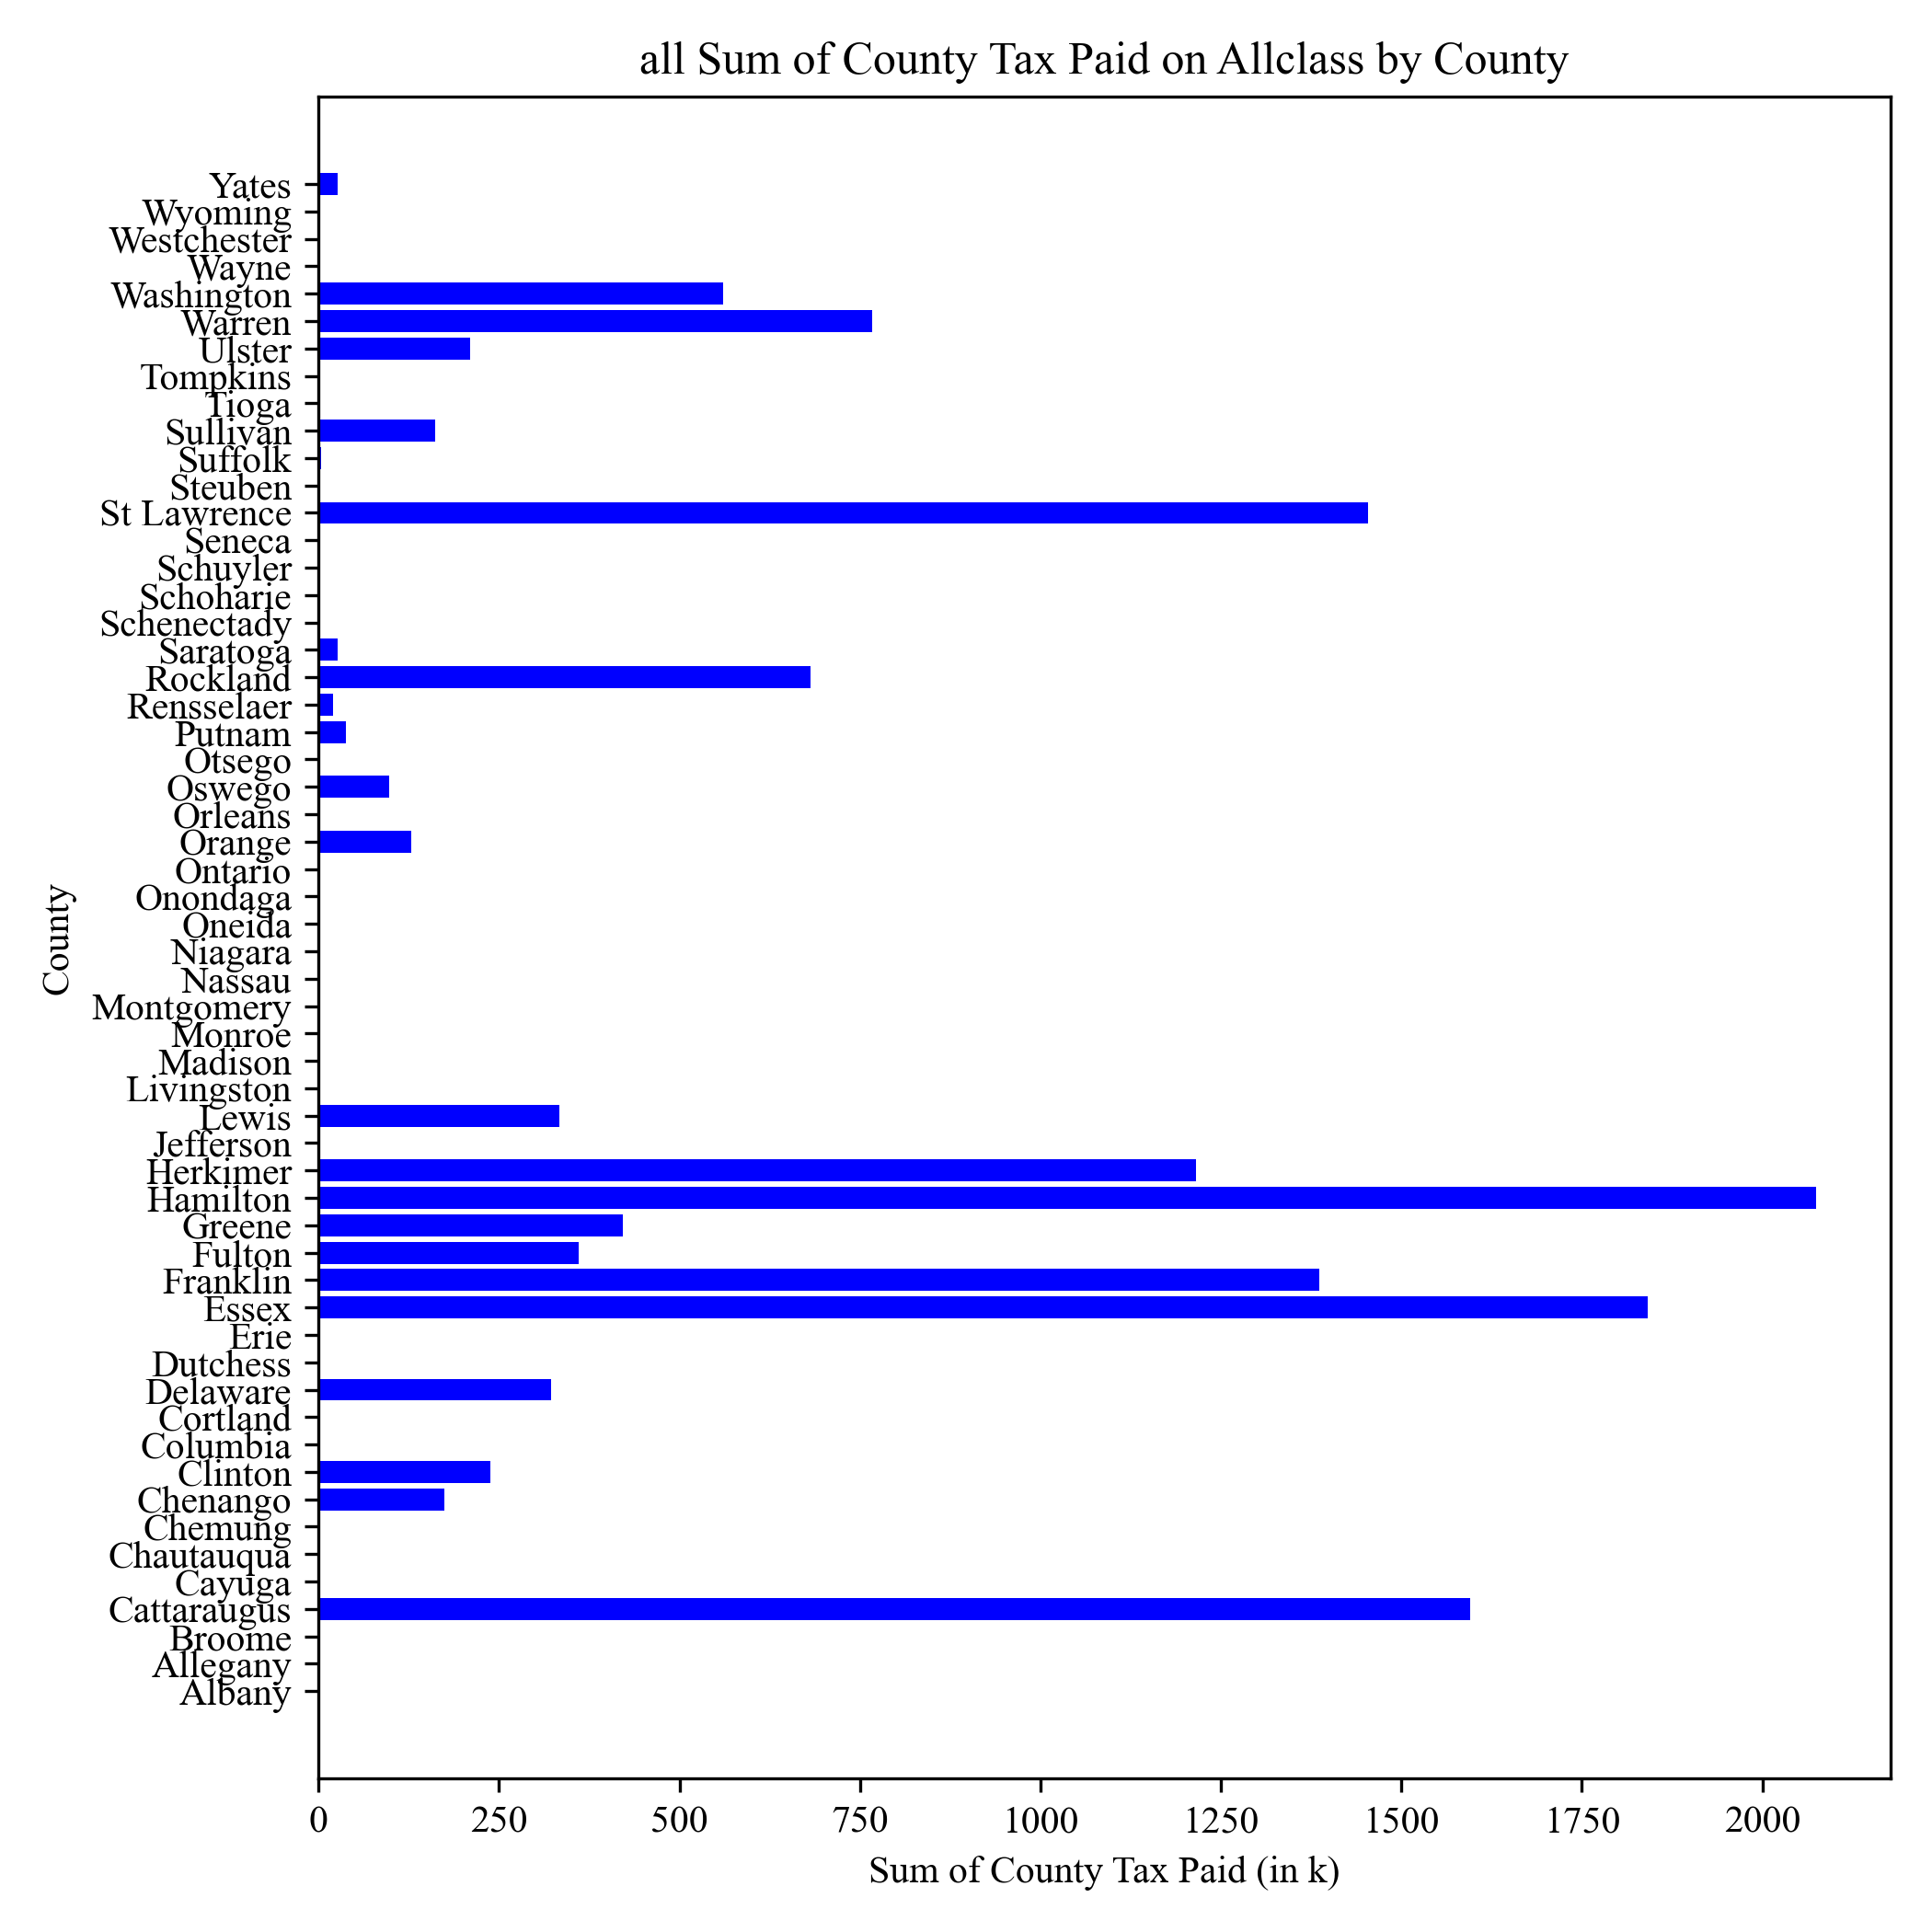 all Sum of County Tax Paid on Allclass by County
Yates
Wyoming
Westchester
Wayne
Washington
Warren
Ulster
Tompkins
Tioga
Sullivan
Suffolk
Steuben
St Lawrence
Seneca
Schuyler
Schoharie
Schenectady
Saratoga
Rockland
Rensselaer
Putnam
Otsego
Oswego
Orleans
Orange
Ontario
Onondaga
Oneida
Niagara
Nassau
Montgomery
Monroe
Madison
Livingston
Lewis
Jefferson
Herkimer
Hamilton
Greene
Fulton
Franklin
Essex
Erie
Dutchess
Delaware
Cortland
Columbia
Clinton
Chenango
Chemung
Chautauqua
Cayuga
Cattaraugus
Broome
Allegany
Albany
County
0 250 500 750 1000 1250 1500 1750 2000
Sum of County Tax Paid (in k)